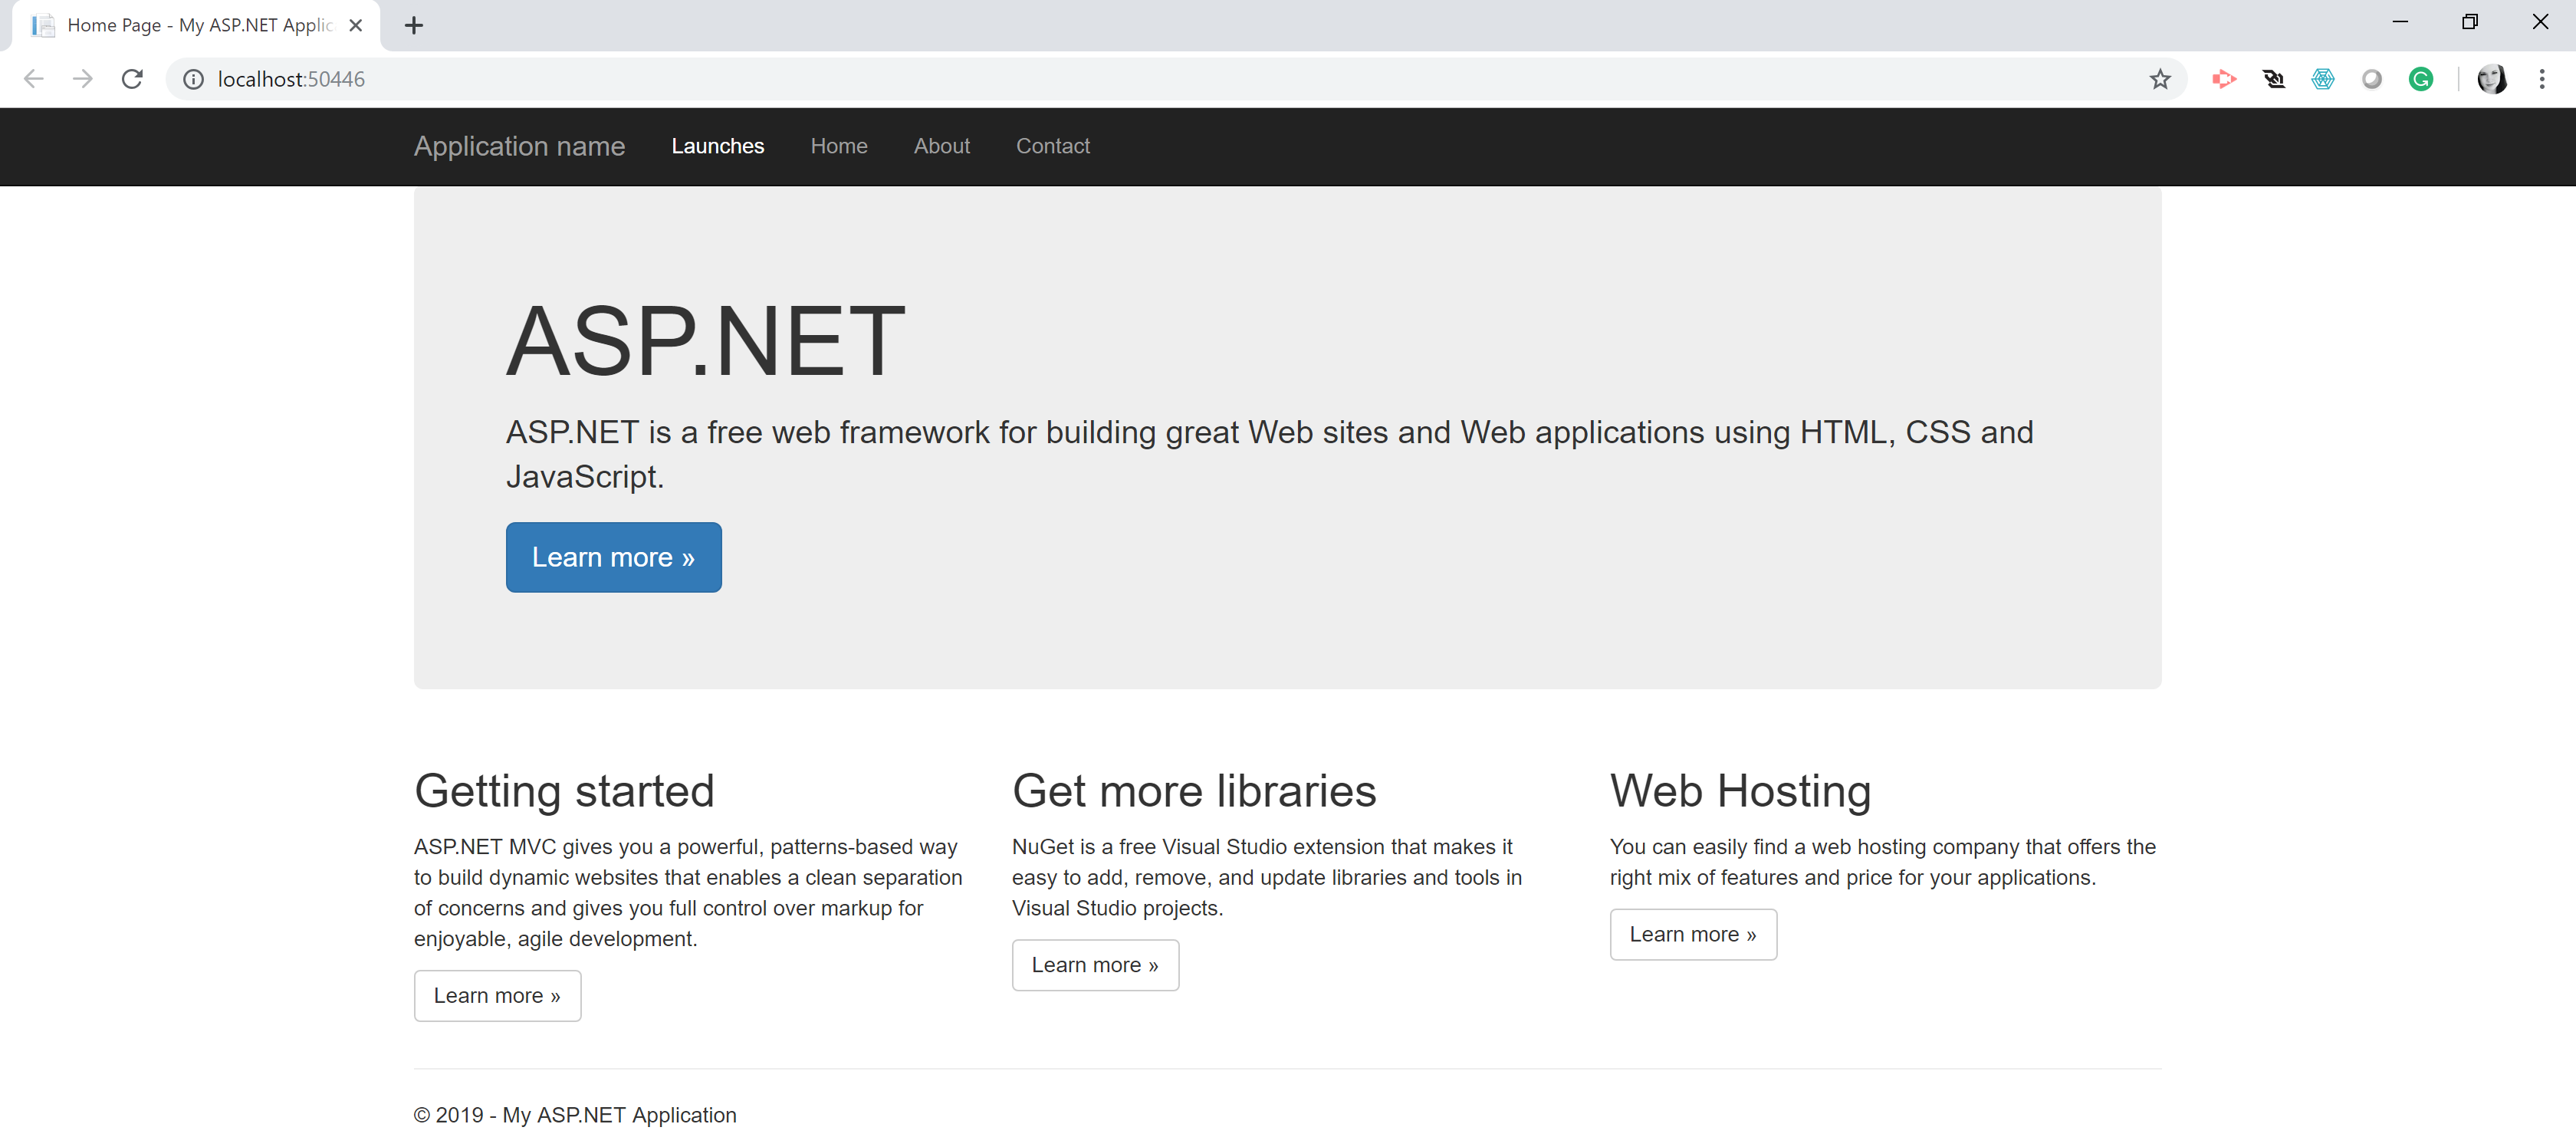 Home Page - My ASP.NET Applic
localhost:50446
Application name Launches Home About Contact
ASP.NET
ASP.NET is a free web framework for building great Web sites and Web applications using HTML, CSS and
JavaScript.
Learn more »
Getting started
ASP.NET MVC gives you a powerful, patterns-based way
to build dynamic websites that enables a clean separation
of concerns and gives you full control over markup for
enjoyable, agile development.
Learn more »
Get more libraries
NuGet is a free Visual Studio extension that makes it
easy to add, remove, and update libraries and tools in
Visual Studio projects.
Learn more »
Web Hosting
You can easily find a web hosting company that offers the
right mix of features and price for your applications.
Learn more »
© 2019 - My ASP.NET Application